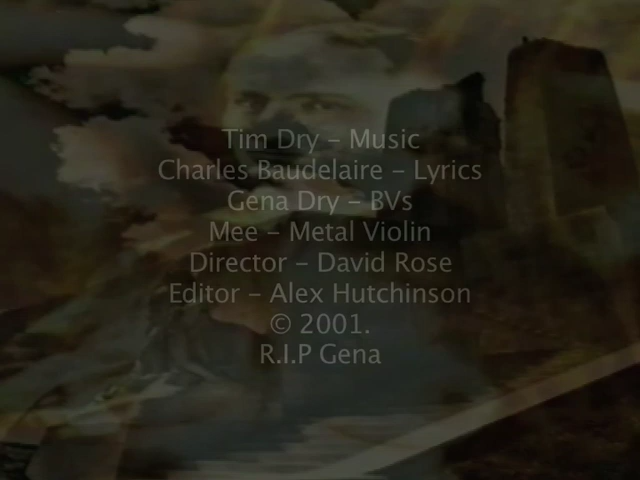 Tim Dry - Music
Charles Baudelaire - Lyrics
Gena Dry - BVs
Mee - Metal Violin
Director - David Rose
Editor - Alex Hutchinson
© 2001.
R.I.P Gena